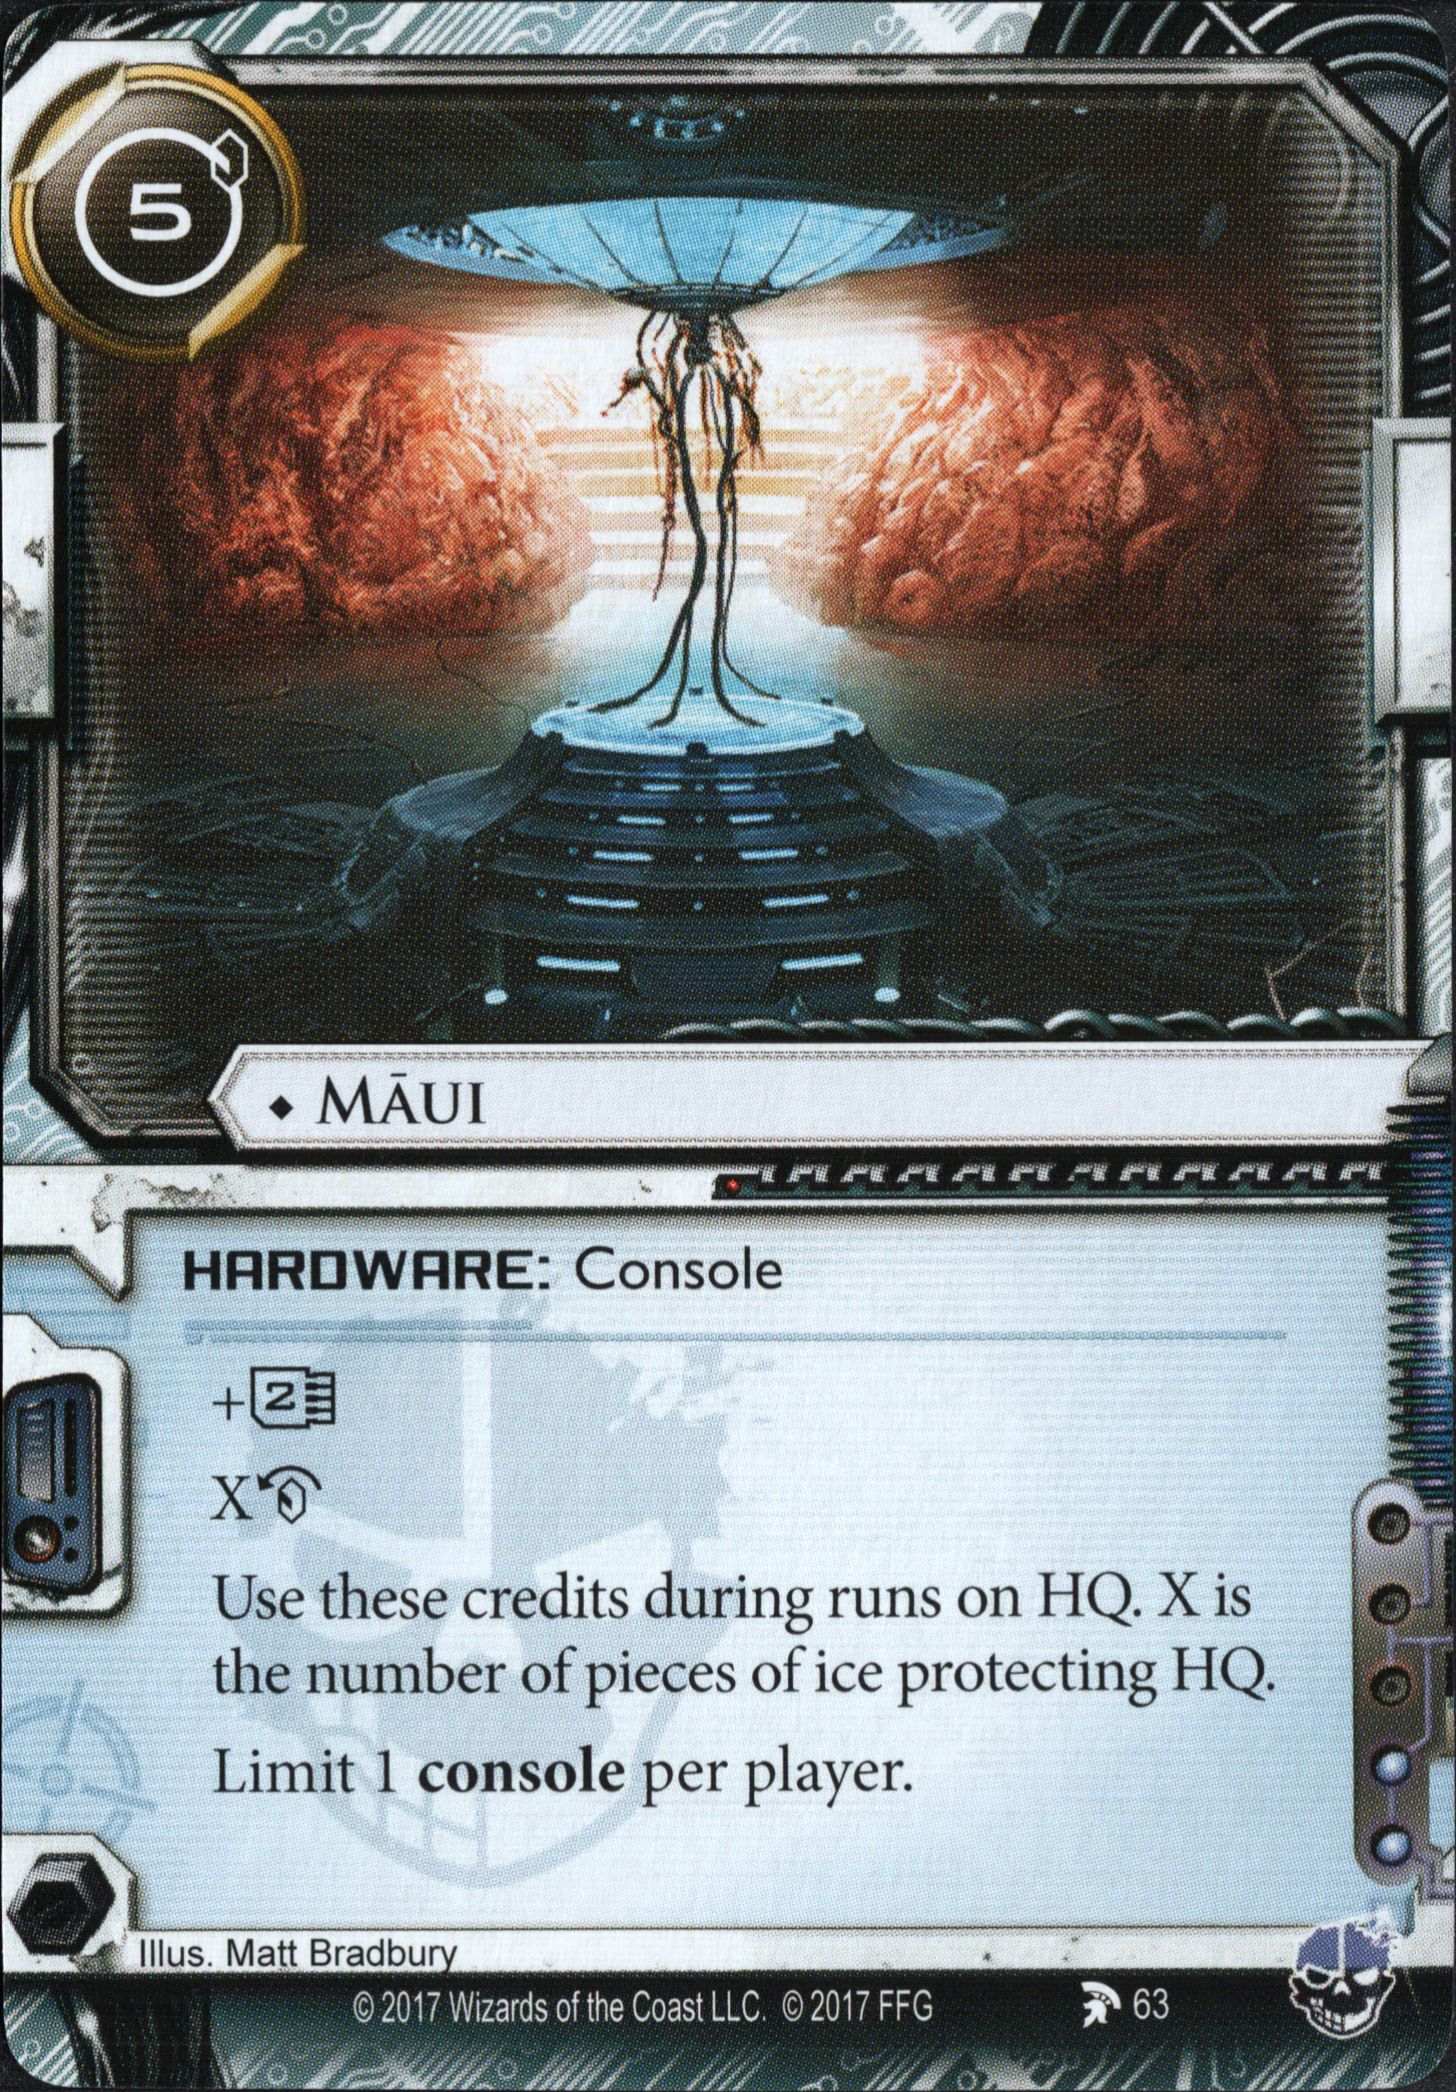 5
◆ MĀUI
HARDWARE: Console
+2
X
Use these credits during runs on HQ. X is
the number of pieces of ice protecting HQ.
Limit 1 console per player.
Illus. Matt Bradbury
© 2017 Wizards of the Coast LLC. © 2017 FFG
63